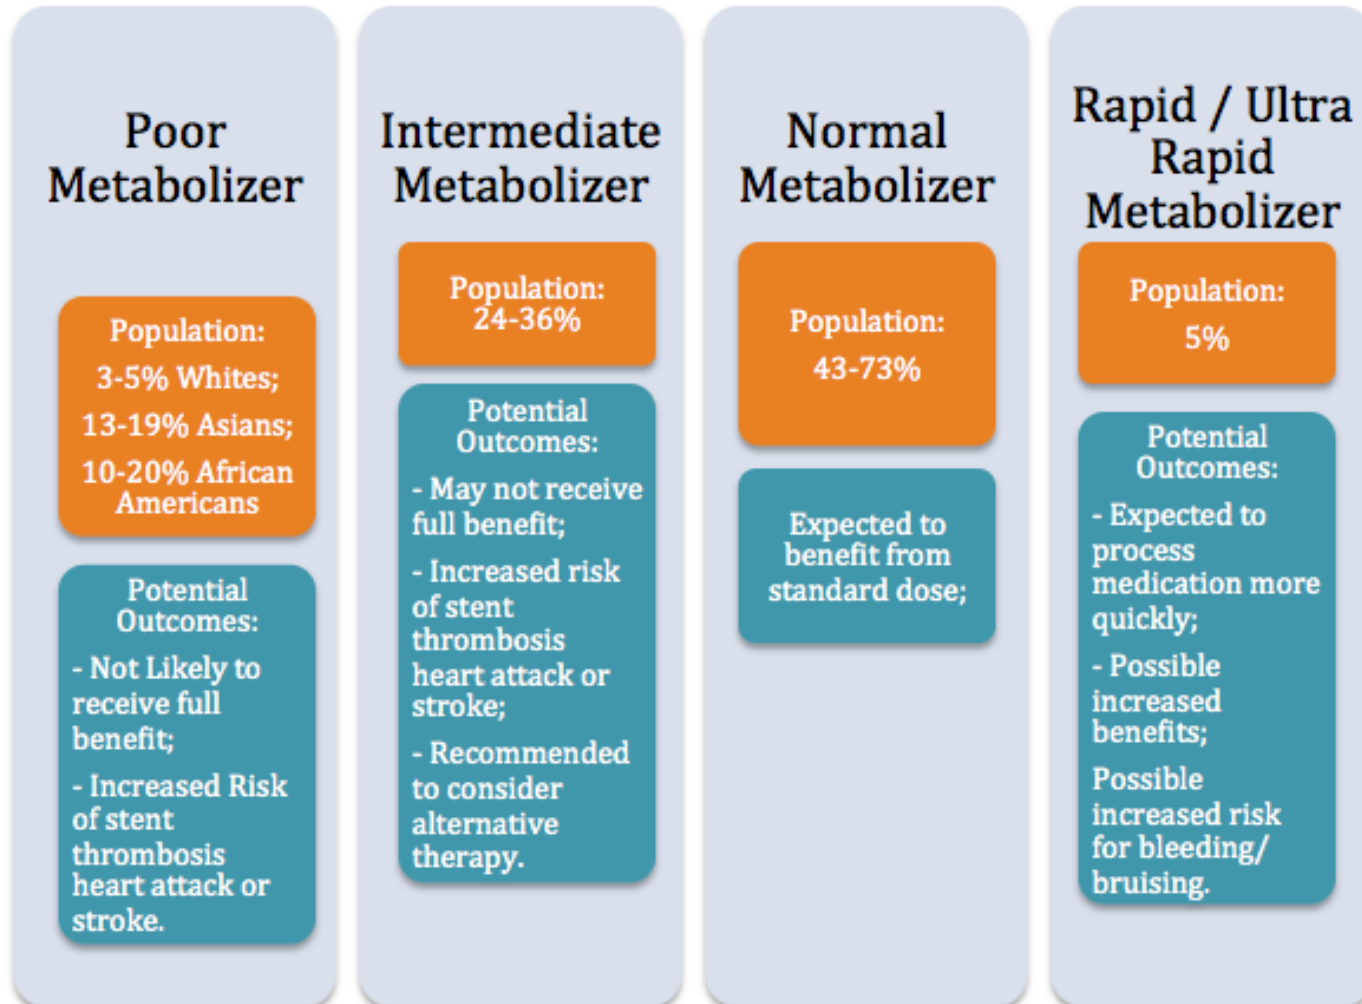 Poor
Metabolizer
Population:
3-5% Whites;
13-19% Asians;
10-20% African
Americans
Potential
Outcomes:
- Not Likely to
receive full
benefit;
- Increased Risk
of stent
thrombosis
heart attack or
stroke.
Intermediate
Metabolizer
Population:
24-36%
Potential
Outcomes:
- May not receive
full benefit;
- Increased risk
of stent
thrombosis
heart attack or
stroke;
- Recommended
to consider
alternative
therapy.
Normal
Metabolizer
Population:
43-73%
Expected to
benefit from
standard dose;
Rapid / Ultra
Rapid
Metabolizer
Population:
5%
Potential
Outcomes:
- Expected to
process
medication more
quickly;
- Possible
increased
benefits;
Possible
increased risk
for bleeding/
bruising.